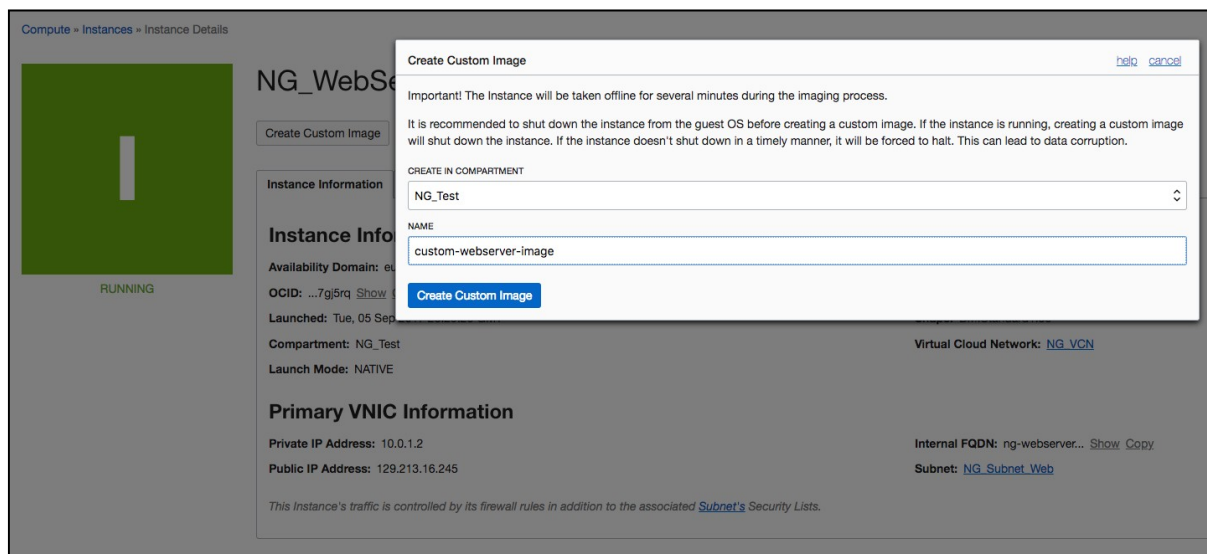 Compute » Instances » Instance Details
Create Custom Image
help cancel
Important! The Instance will be taken offline for several minutes during the imaging process.
It is recommended to shut down the instance from the guest OS before creating a custom image. If the instance is running, creating a custom image
will shut down the instance. If the instance doesn't shut down in a timely manner, it will be forced to halt. This can lead to data corruption.
CREATE IN COMPARTMENT
NG_Test
NAME
custom-webserver-image
Create Custom Image
I
RUNNING
Create Custom Image
Instance Information
Availability Domain:
OCID: ...7gj5rq Show
Launched: Tue, 05 Sep
Compartment: NG_Test
Virtual Cloud Network: NG_VCN
Launch Mode: NATIVE
Primary VNIC Information
Private IP Address: 10.0.1.2
Internal FQDN: ng-webserver... Show Copy
Public IP Address: 129.213.16.245
Subnet: NG_Subnet_Web
This Instance's traffic is controlled by its firewall rules in addition to the associated Subnet's Security Lists.